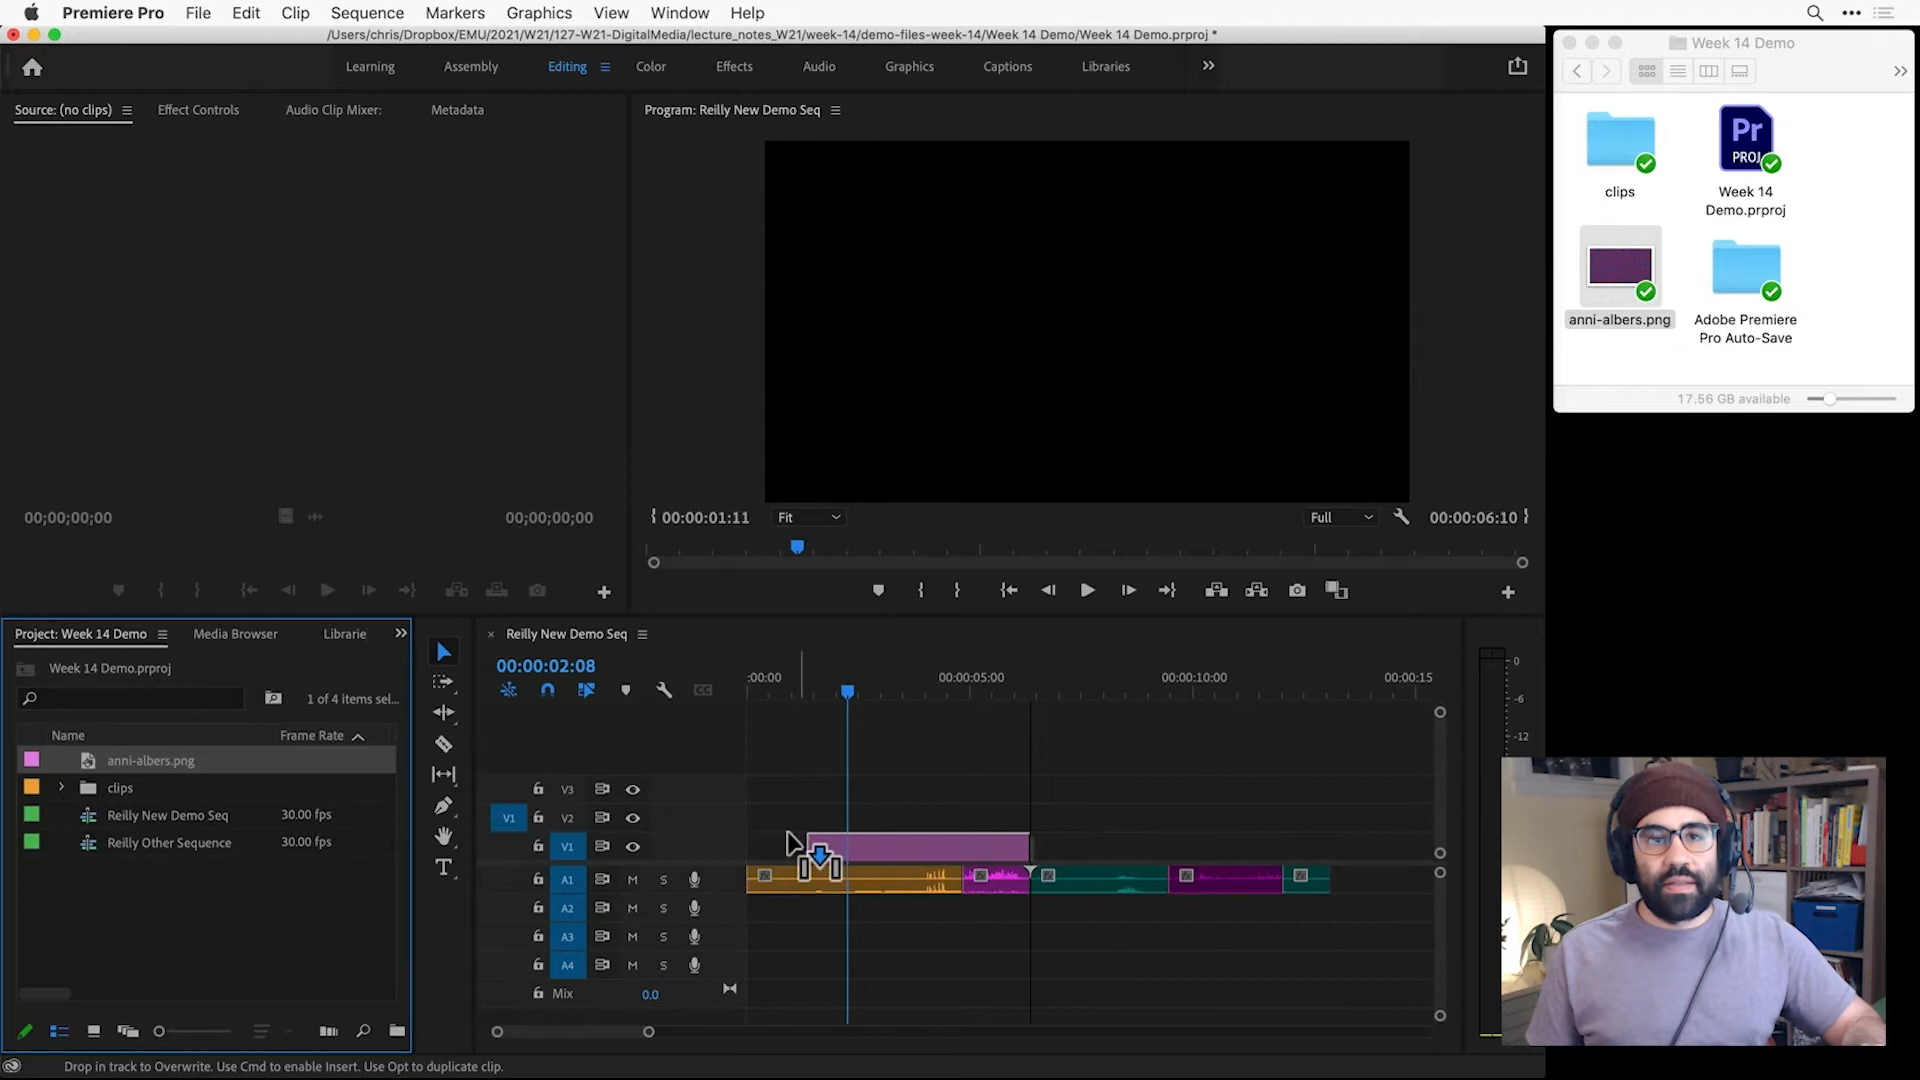 Premiere Pro File Edit Clip Sequence Markers Graphics View Window Help
/Users/chris/Dropbox/EMU/2021/W21/127-W21-DigitalMedia/lecture_notes_W21/week-14/demo-files-week-14/Week 14 Demo/Week 14 Demo.prproj *
Learning Assembly Editing Color Effects Audio Graphics Captions Libraries
Source: (no clips) Effect Controls Audio Clip Mixer: Metadata
Program: Reilly New Demo Seq
00;00;00;00 00;00;00;00
00:00:01:11 Fit Full 00:00:06:10
Project: Week 14 Demo Media Browser Librarie
Week 14 Demo.prproj
1 of 4 items sel...
Name Frame Rate
anni-albers.png
clips
Reilly New Demo Seq 30.00 fps
Reilly Other Sequence 30.00 fps
Reilly New Demo Seq
00:00:02:08
:00:00 00:00:05:00 00:00:10:00 00:00:15
V3
V1 V2
V1
A1 M S
A2 M S
A3 M S
A4 M S
Mix 0.0
0
-6
-12
Drop in track to Overwrite. Use Cmd to enable Insert. Use Opt to duplicate clip.
Week 14 Demo
Pr
PROJ
clips
Week 14
Demo.prproj
anni-albers.png
Adobe Premiere
Pro Auto-Save
17.56 GB available